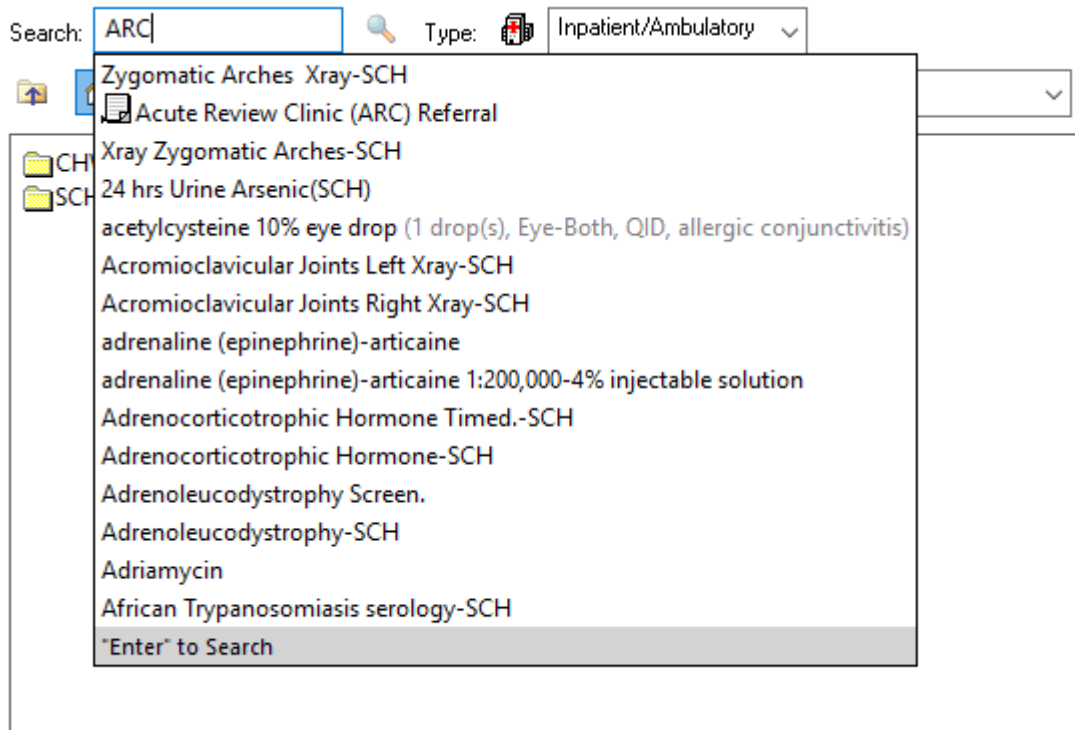 Search: ARC Type: Inpatient/Ambulatory
Zygomatic Arches  Xray-SCH
Acute Review Clinic (ARC) Referral
Xray Zygomatic Arches-SCH
24 hrs Urine Arsenic(SCH)
acetylcysteine 10% eye drop (1 drop(s), Eye-Both, QID, allergic conjunctivitis)
Acromioclavicular Joints Left Xray-SCH
Acromioclavicular Joints Right Xray-SCH
adrenaline (epinephrine)-articaine
adrenaline (epinephrine)-articaine 1:200,000-4% injectable solution
Adrenocorticotrophic Hormone Timed.-SCH
Adrenocorticotrophic Hormone-SCH
Adrenoleucodystrophy Screen.
Adrenoleucodystrophy-SCH
Adriamycin
African Trypanosomiasis serology-SCH
"Enter" to Search